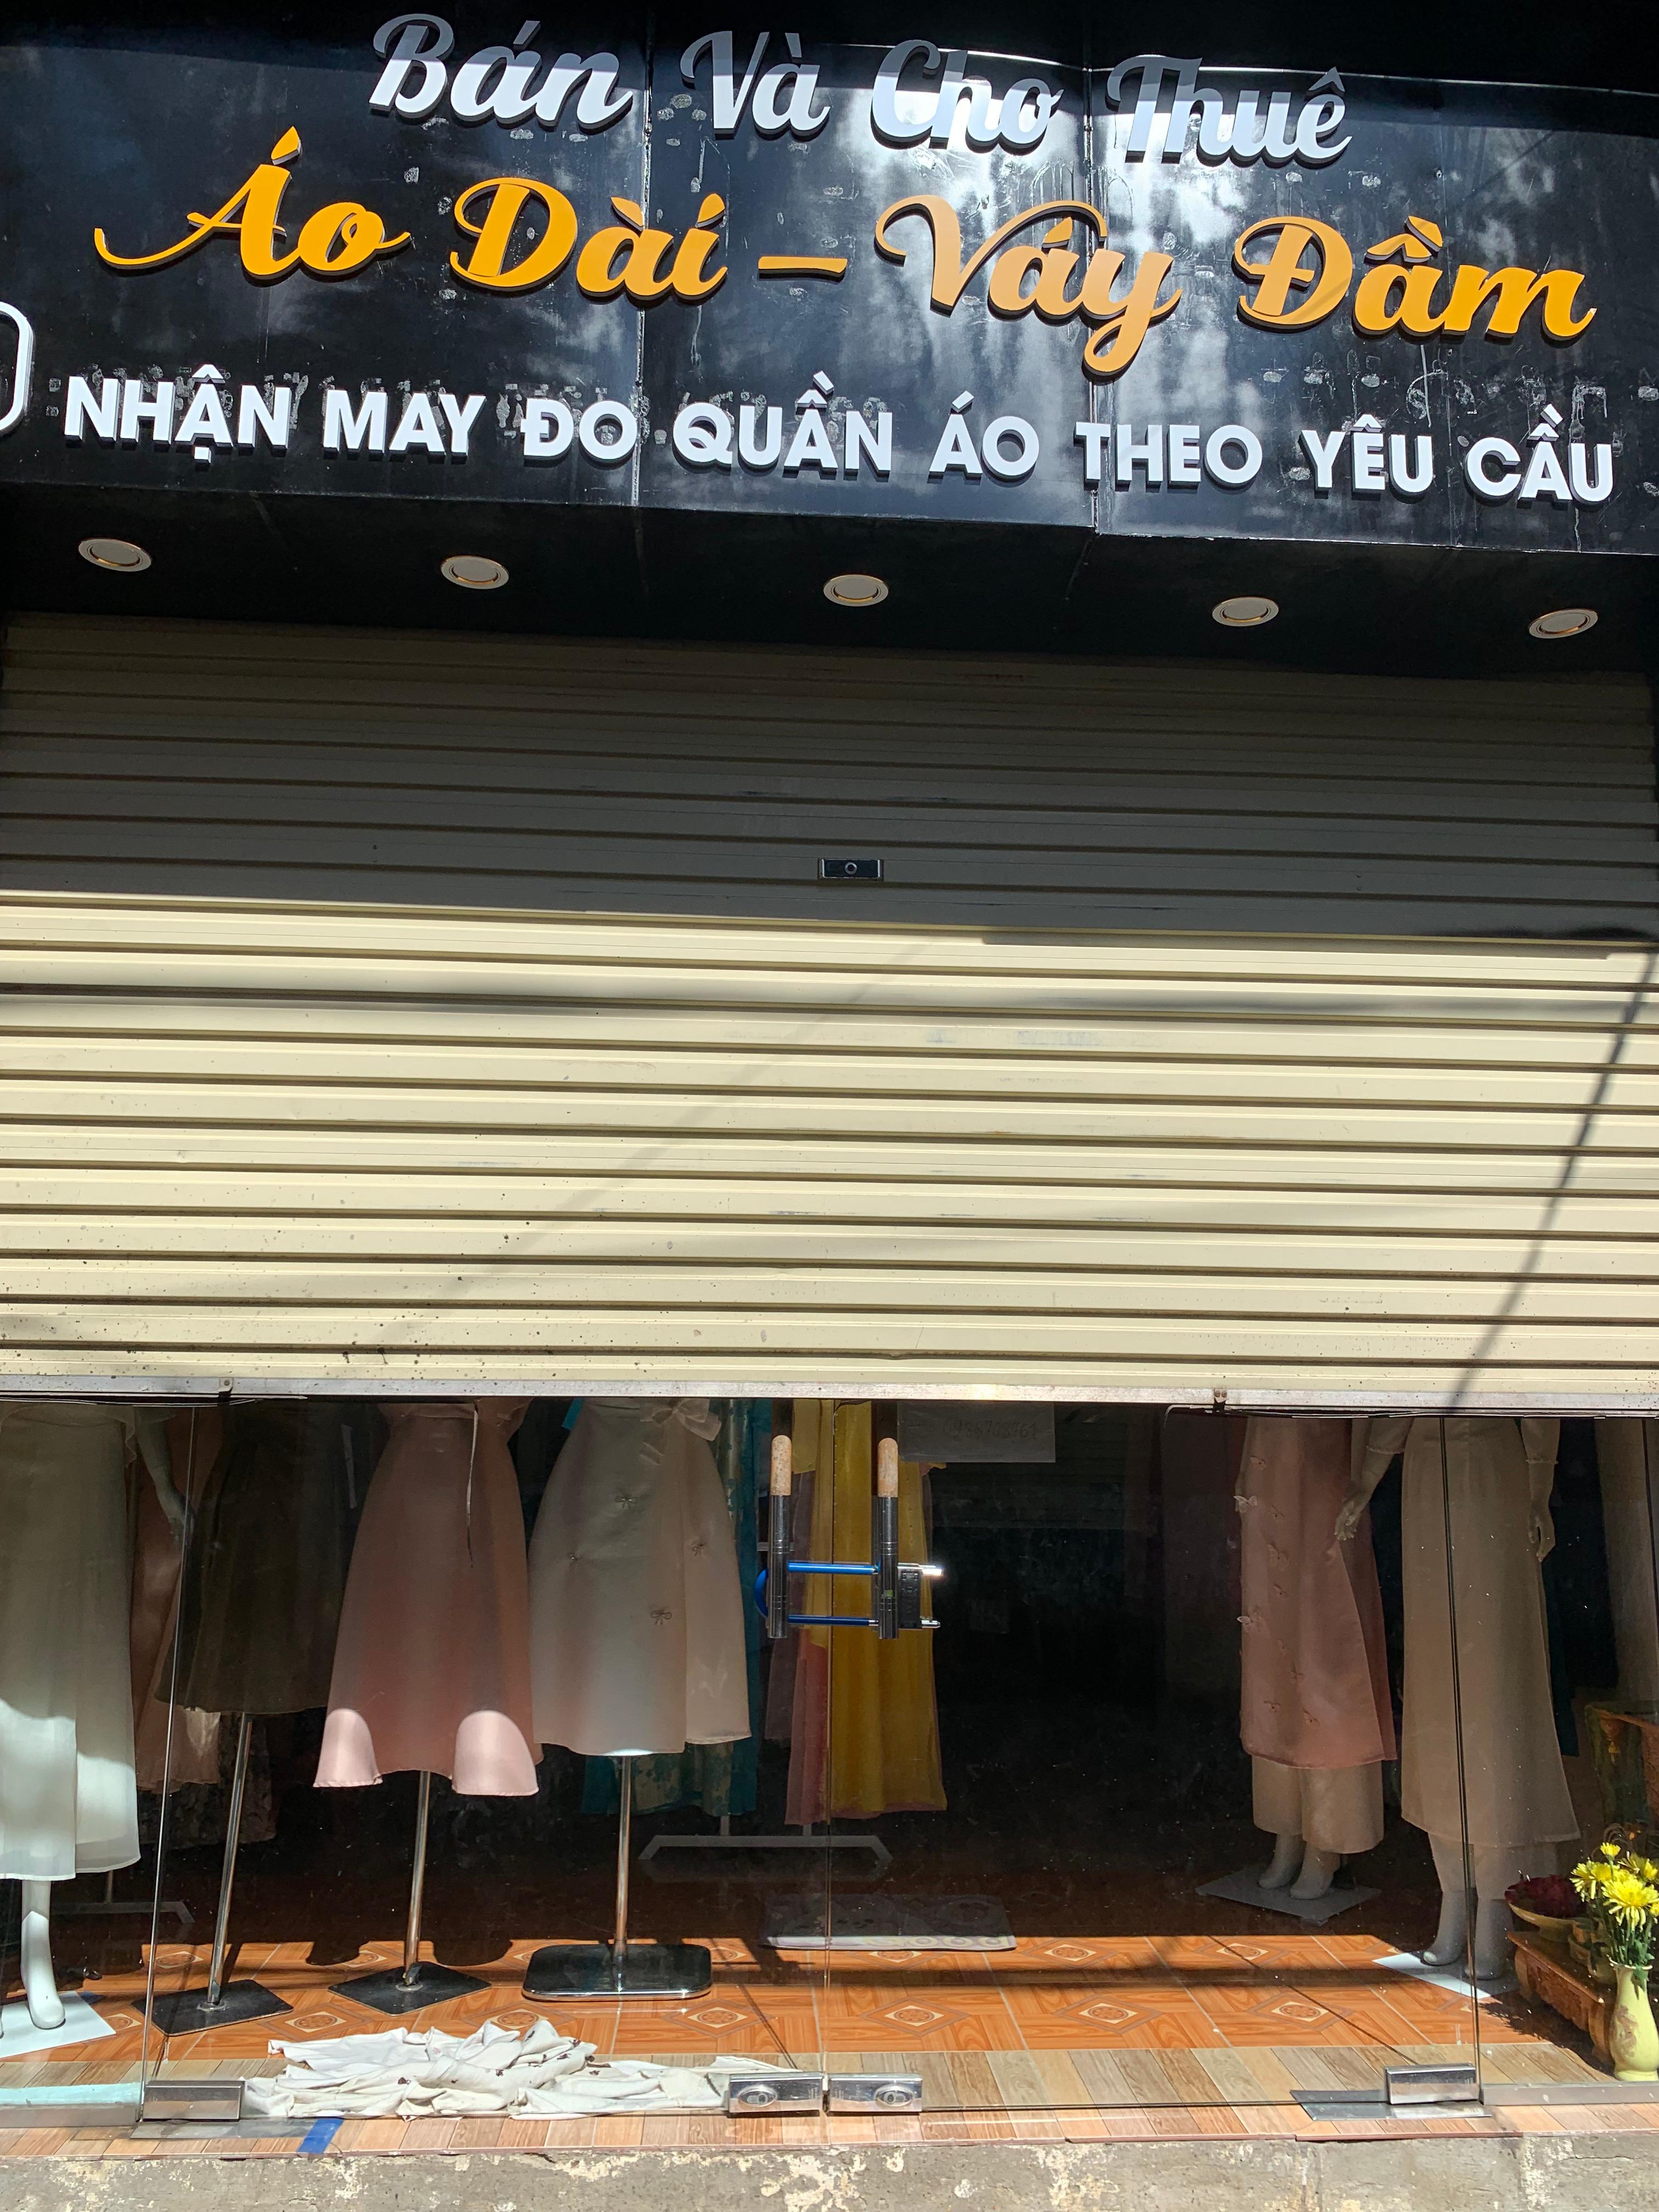 Bán Và Cho Thuê
Áo Dài - Váy Đầm
NHẬN MAY ĐO QUẦN ÁO THEO YÊU CẦU